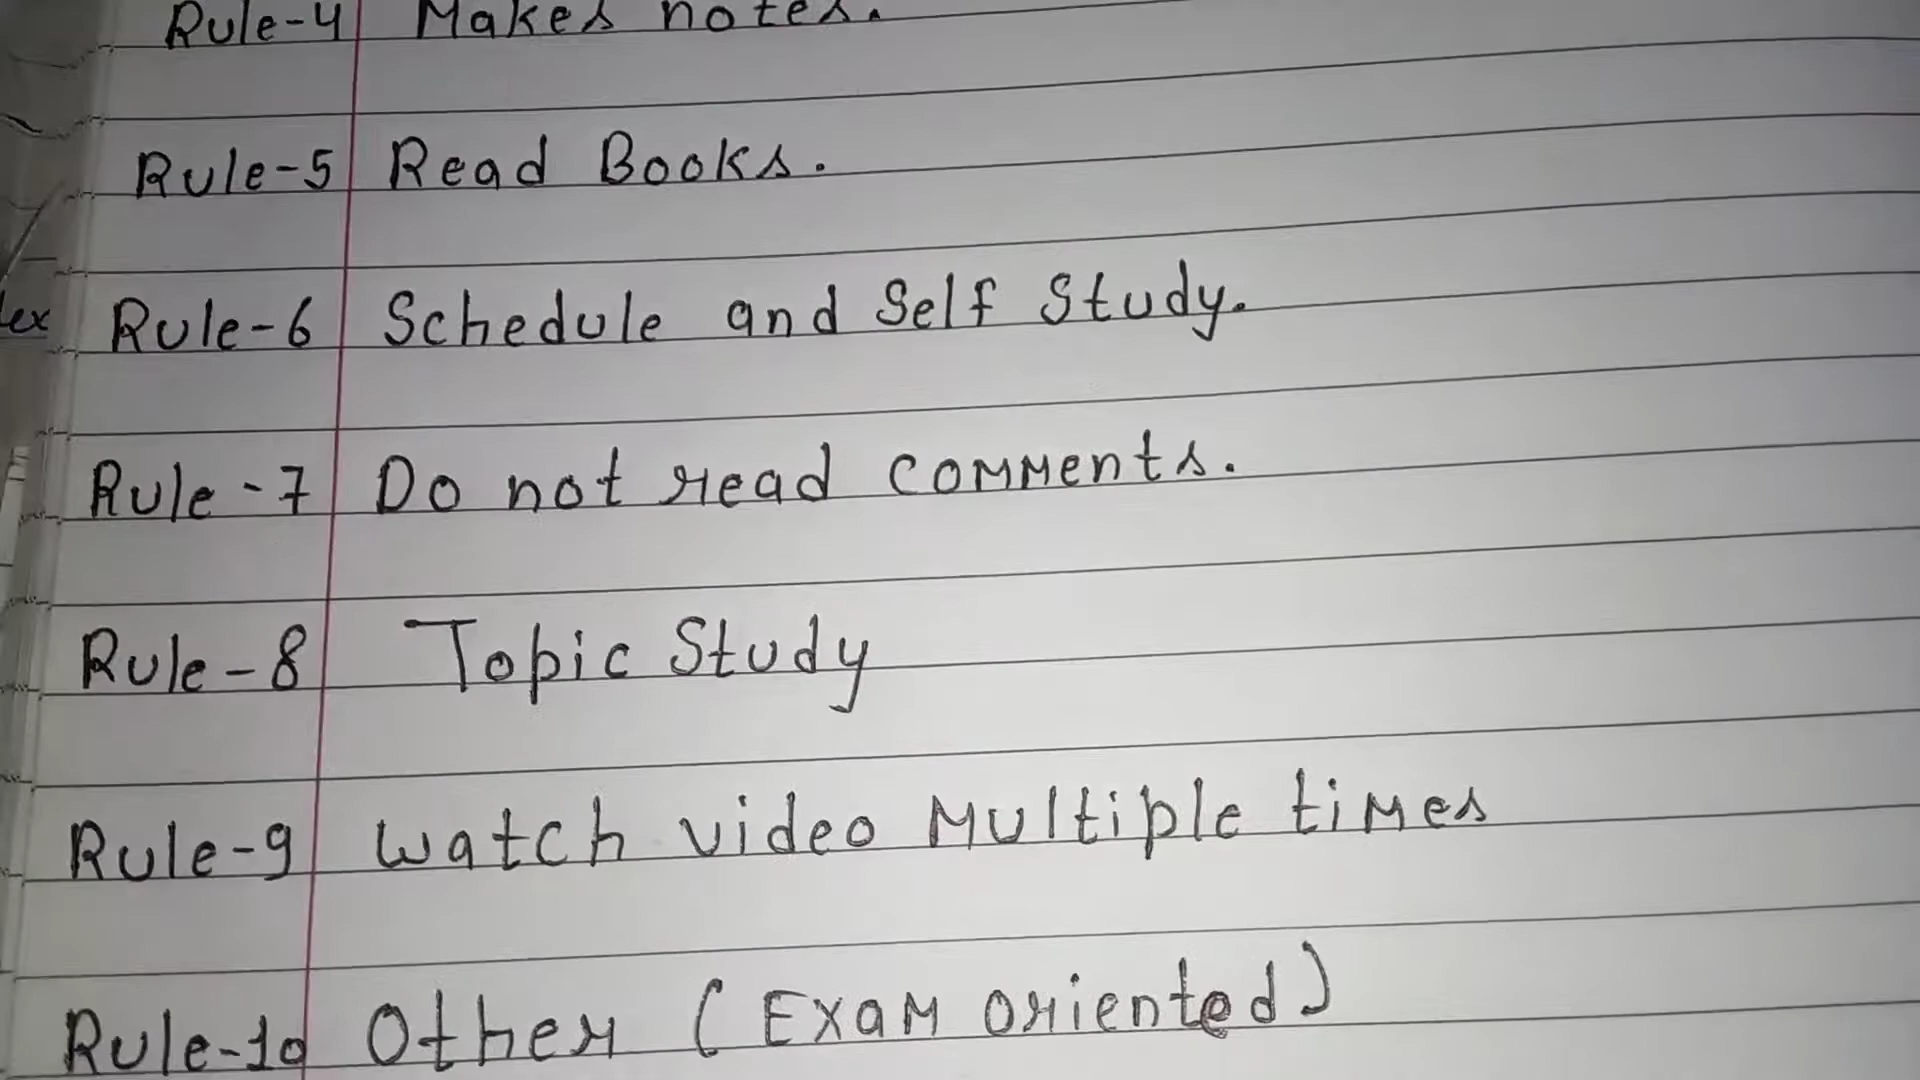 Rule-4 Makes notes.
Rule-5 Read Books.
lex Rule-6 Schedule and Self Study.
Rule-7 Do not read comments.
Rule-8 Topic Study
Rule-9 Watch video Multiple times
Rule-10 Other (Exam oriented)